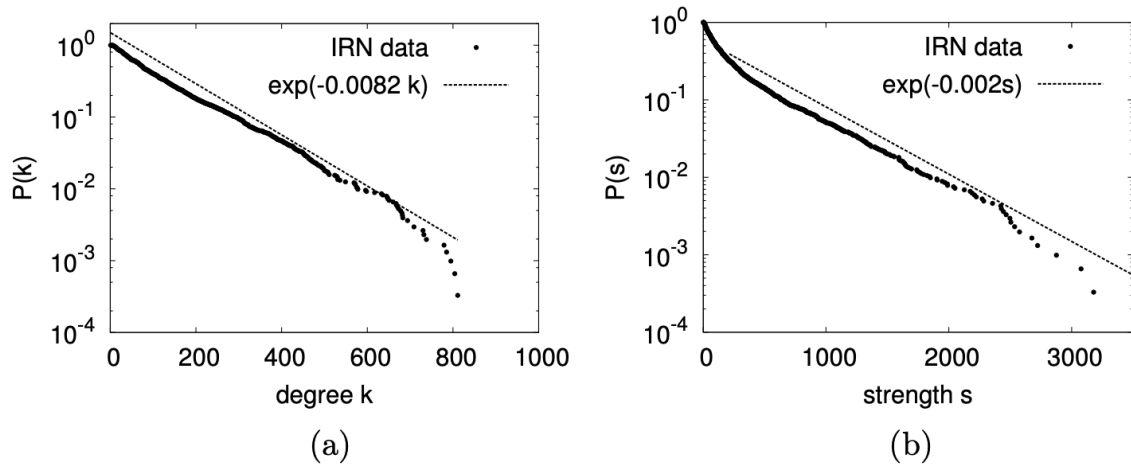 10^0
10^-1
10^-2
10^-3
10^-4
P(k)
IRN data
exp(-0.0082 k)
0 200 400 600 800 1000
degree k
(a)
10^0
10^-1
10^-2
10^-3
10^-4
P(s)
IRN data
exp(-0.002s)
0 1000 2000 3000
strength s
(b)